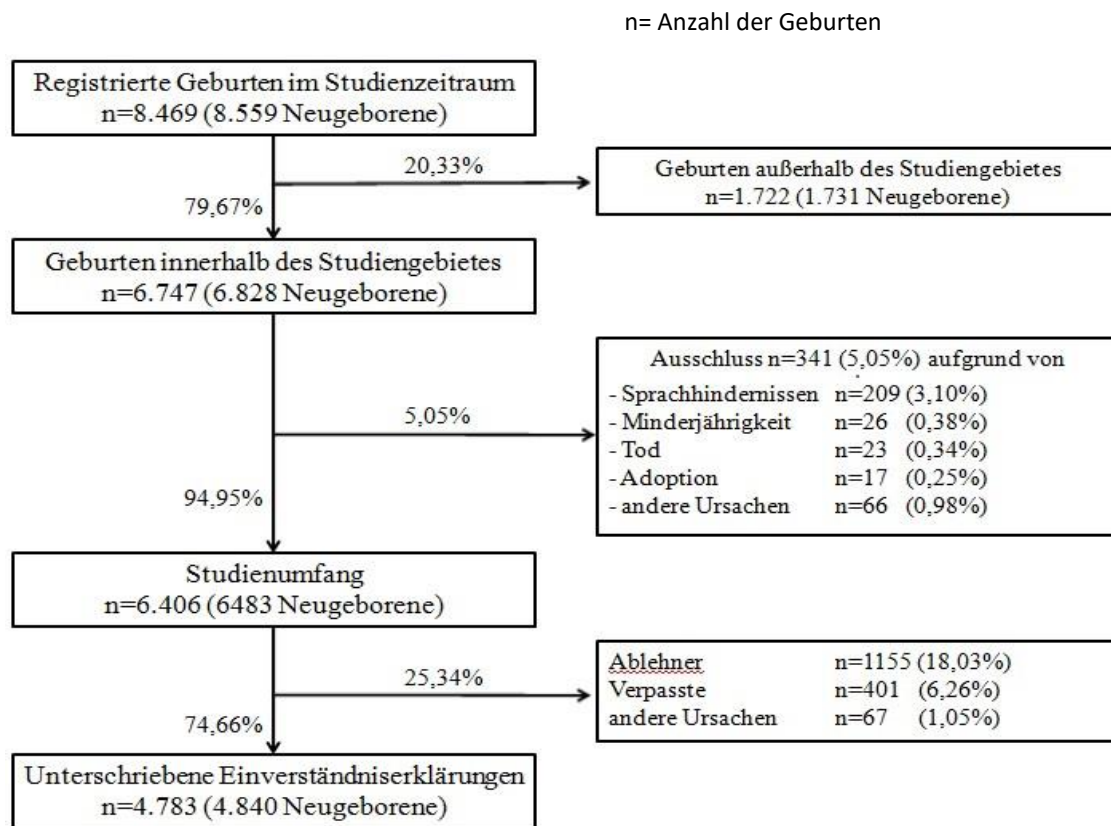 n= Anzahl der Geburten
Registrierte Geburten im Studienzeitraum
n=8.469 (8.559 Neugeborene)
20,33%
Geburten außerhalb des Studiengebietes
n=1.722 (1.731 Neugeborene)
79,67%
Geburten innerhalb des Studiengebietes
n=6.747 (6.828 Neugeborene)
Ausschluss n=341 (5,05%) aufgrund von
- Sprachhindernissen n=209 (3,10%)
- Minderjährigkeit n=26 (0,38%)
- Tod n=23 (0,34%)
- Adoption n=17 (0,25%)
- andere Ursachen n=66 (0,98%)
5,05%
94,95%
Studienumfang
n=6.406 (6483 Neugeborene)
25,34%
Ablehner n=1155 (18,03%)
Verpasste n=401 (6,26%)
andere Ursachen n=67 (1,05%)
74,66%
Unterschriebene Einverständniserklärungen
n=4.783 (4.840 Neugeborene)